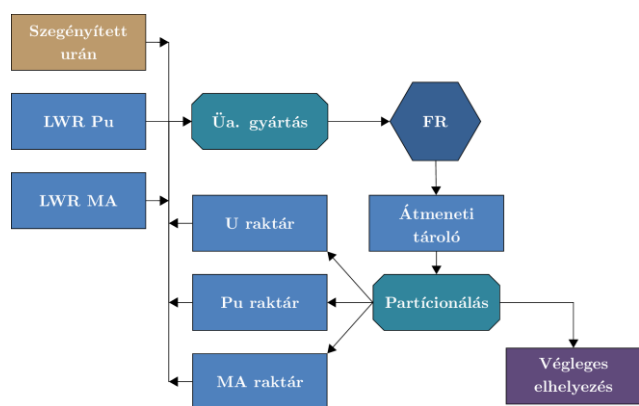 Szegényített
urán
LWR Pu
Üa. gyártás
FR
LWR MA
U raktár
Átmeneti
tároló
Pu raktár
Partícionálás
MA raktár
Végleges
elhelyezés